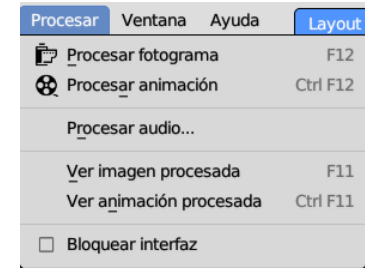 Procesar Ventana Ayuda Layout
Procesar fotograma F12
Procesar animación Ctrl F12
Procesar audio...
Ver imagen procesada F11
Ver animación procesada Ctrl F11
Bloquear interfaz